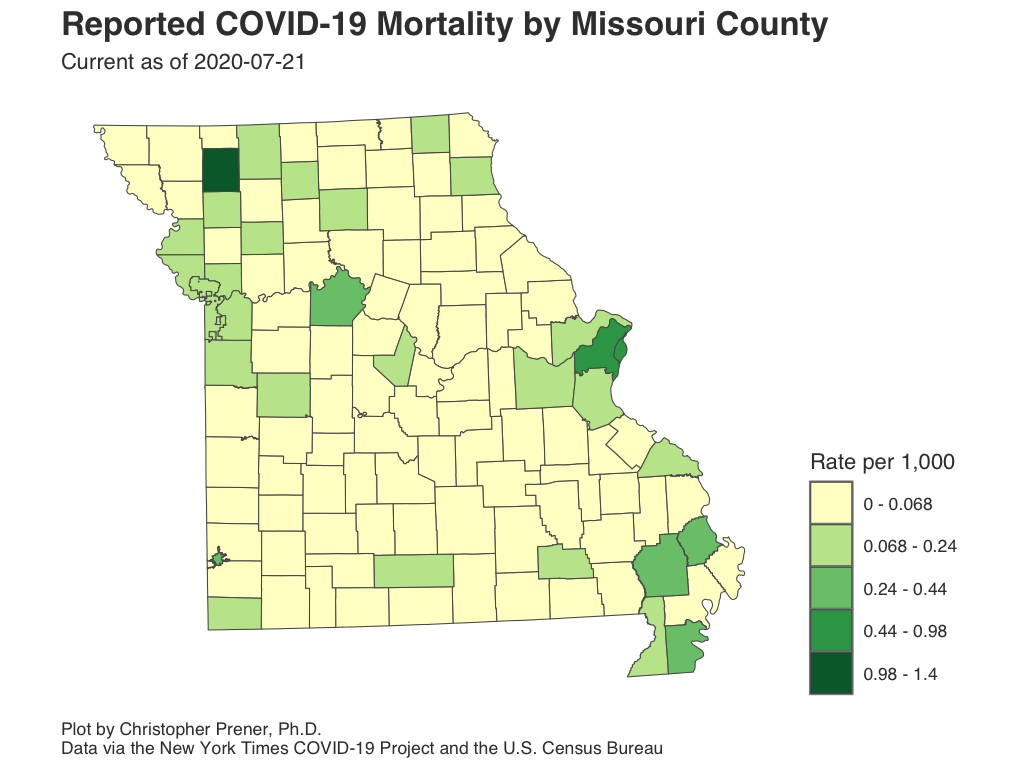 Reported COVID-19 Mortality by Missouri County
Current as of 2020-07-21
Rate per 1,000
0 - 0.068
0.068 - 0.24
0.24 - 0.44
0.44 - 0.98
0.98 - 1.4
Plot by Christopher Prener, Ph.D.
Data via the New York Times COVID-19 Project and the U.S. Census Bureau